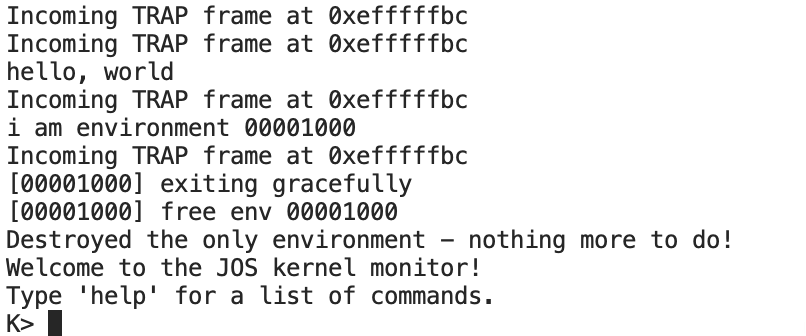 Incoming TRAP frame at 0xefffffbc
Incoming TRAP frame at 0xefffffbc
hello, world
Incoming TRAP frame at 0xefffffbc
i am environment 00001000
Incoming TRAP frame at 0xefffffbc
[00001000] exiting gracefully
[00001000] free env 00001000
Destroyed the only environment - nothing more to do!
Welcome to the JOS kernel monitor!
Type 'help' for a list of commands.
K>